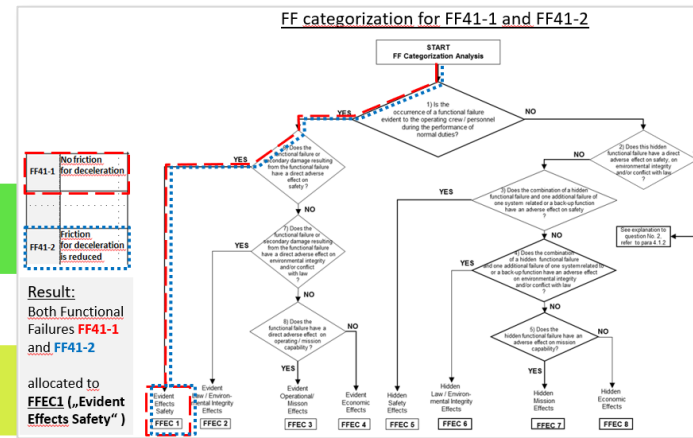 FF categorization for FF41-1 and FF41-2
START
FF Categorization Analysis
1) Is the
occurrence of a functional failure
evident to the operating crew / personnel
during the performance of
normal duties?
YES
NO
Does the
functional failure or
secondary damage resulting
from the functional failure
have a direct adverse
effect on
safety ?
YES
NO
2) Does this hidden
functional failure have a direct
adverse effect on safety, on
environmental integrity
and/or conflict with law
?
NO
See explanation to
question No. 2,
refer to para 4.1.2
3) Does the combination of a hidden
functional failure and one additional failure of
one system related or a back-up function
have an adverse effect on safety
?
YES
NO
7) Does the
functional failure or
secondary damage resulting
from the functional failure
have a direct adverse effect on
environmental integrity
and/or conflict
with law
?
YES
NO
4) Does the combination
of a hidden functional failure
and one additional failure of one system related to
or a back-up function have an adverse effect
on environmental integrity
and/or conflict with law
?
YES
NO
8) Does the
functional failure have a
direct adverse effect on
operating / mission
capability ?
YES
NO
5) Does the hidden
functional failure have an
adverse effect on mission
capability?
YES
NO
FF41-1
No friction
for deceleration
FF41-2
Friction
for deceleration
is reduced
Result:
Both Functional
Failures FF41-1
and FF41-2
allocated to
FFEC1 („Evident
Effects Safety“ )
Evident
Effects
Safety
FFEC 1
Evident
Law / Environ-
mental Integrity
Effects
FFEC 2
Evident
Operational/
Mission
Effects
FFEC 3
Evident
Economic
Effects
FFEC 4
Hidden
Safety
Effects
FFEC 5
Hidden
Law / Environ-
mental Integrity
Effects
FFEC 6
Hidden
Mission
Effects
FFEC 7
Hidden
Economic
Effects
FFEC 8